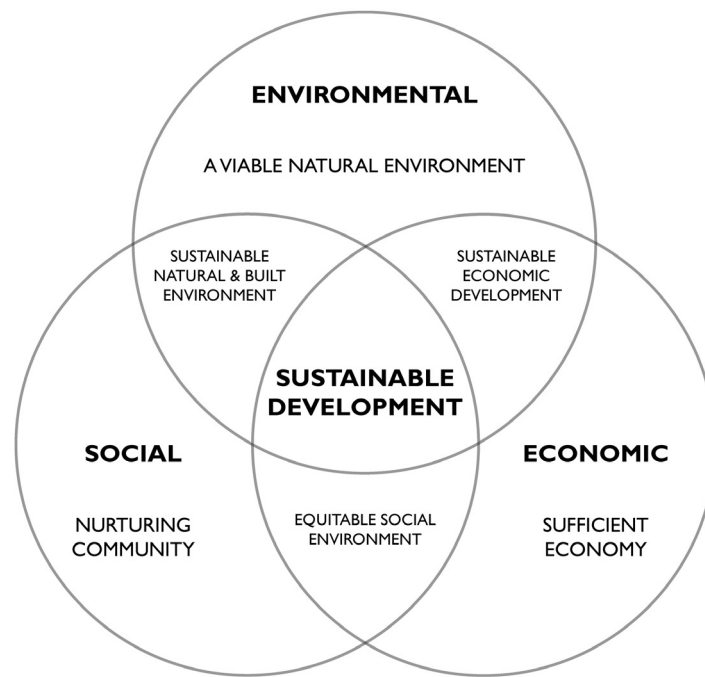 ENVIRONMENTAL
A VIABLE NATURAL ENVIRONMENT
SUSTAINABLE
NATURAL & BUILT
ENVIRONMENT
SUSTAINABLE
ECONOMIC
DEVELOPMENT
SUSTAINABLE
DEVELOPMENT
SOCIAL
ECONOMIC
NURTURING
COMMUNITY
EQUITABLE SOCIAL
ENVIRONMENT
SUFFICIENT
ECONOMY